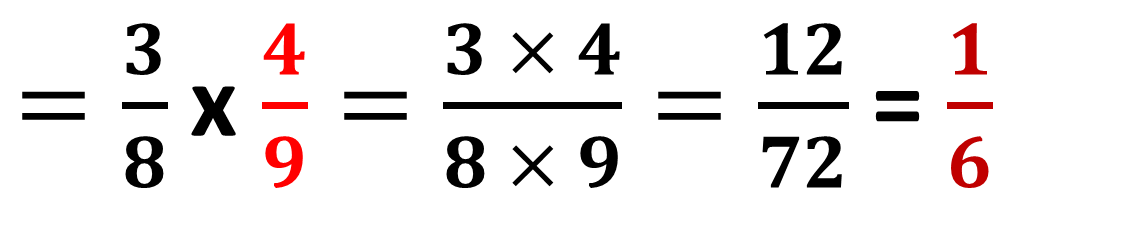 = 3/8 x 4/9 = 3 × 4/8 × 9 = 12/72 = 1/6